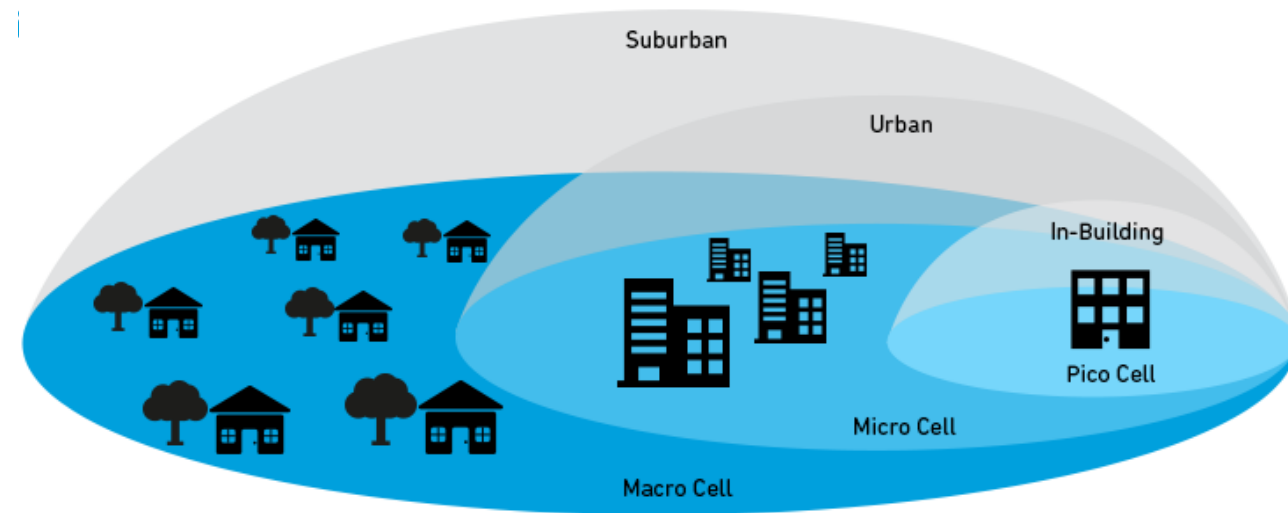 Suburban
Urban
In-Building
Pico Cell
Micro Cell
Macro Cell